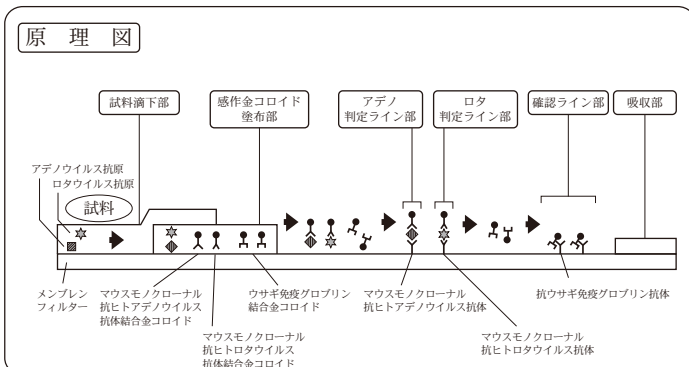 原理図
試料滴下部
感作金コロイド
塗布部
アデノ
判定ライン部
ロタ
判定ライン部
確認ライン部
吸収部
アデノウイルス抗原
ロタウイルス抗原
試料
メンブレン
フィルター
マウスモノクローナル
抗ヒトアデノウイルス
抗体結合金コロイド
マウスモノクローナル
抗ヒトロタウイルス
抗体結合金コロイド
ウサギ免疫グロブリン
結合金コロイド
マウスモノクローナル
抗ヒトアデノウイルス抗体
マウスモノクローナル
抗ヒトロタウイルス抗体
抗ウサギ免疫グロブリン抗体